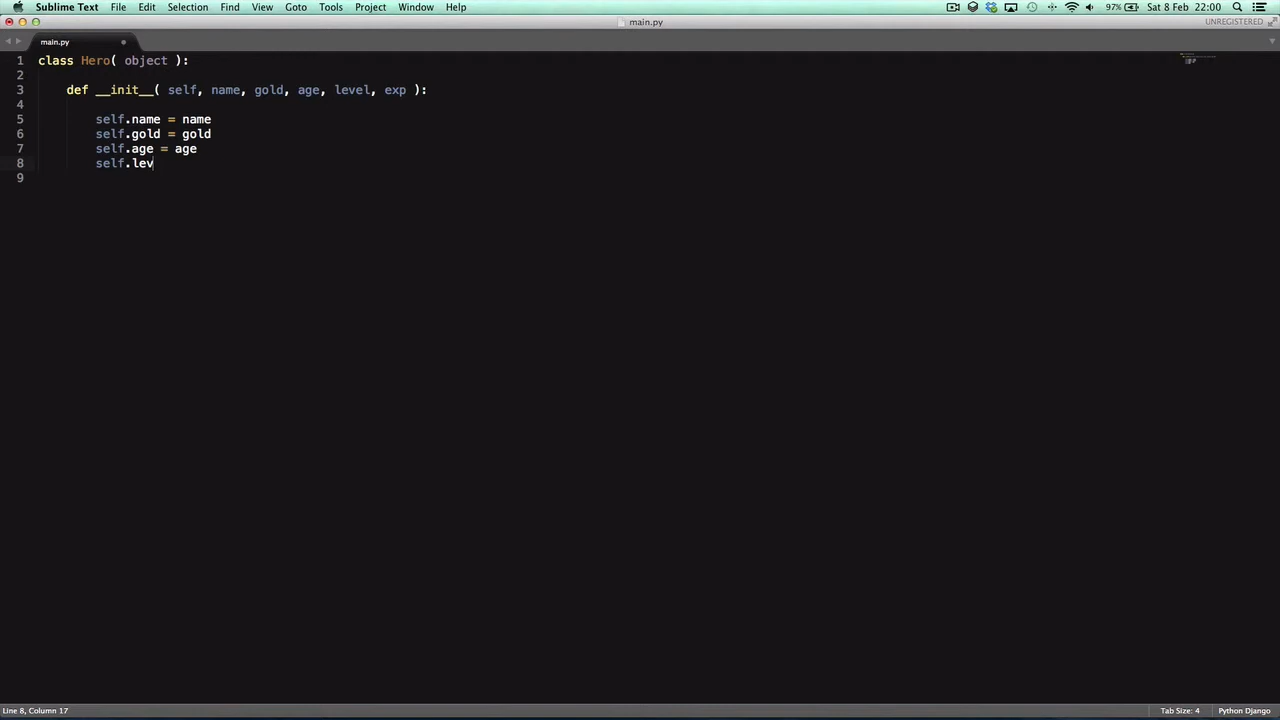 Sublime Text File Edit Selection Find View Goto Tools Project Window Help 97% Sat 8 Feb 22:00
main.py UNREGISTERED
main.py
1 class Hero( object ):
2
3 def __init__( self, name, gold, age, level, exp ):
4
5 self.name = name
6 self.gold = gold
7 self.age = age
8 self.lev
9
Line 8, Column 17 Tab Size: 4 Python Django